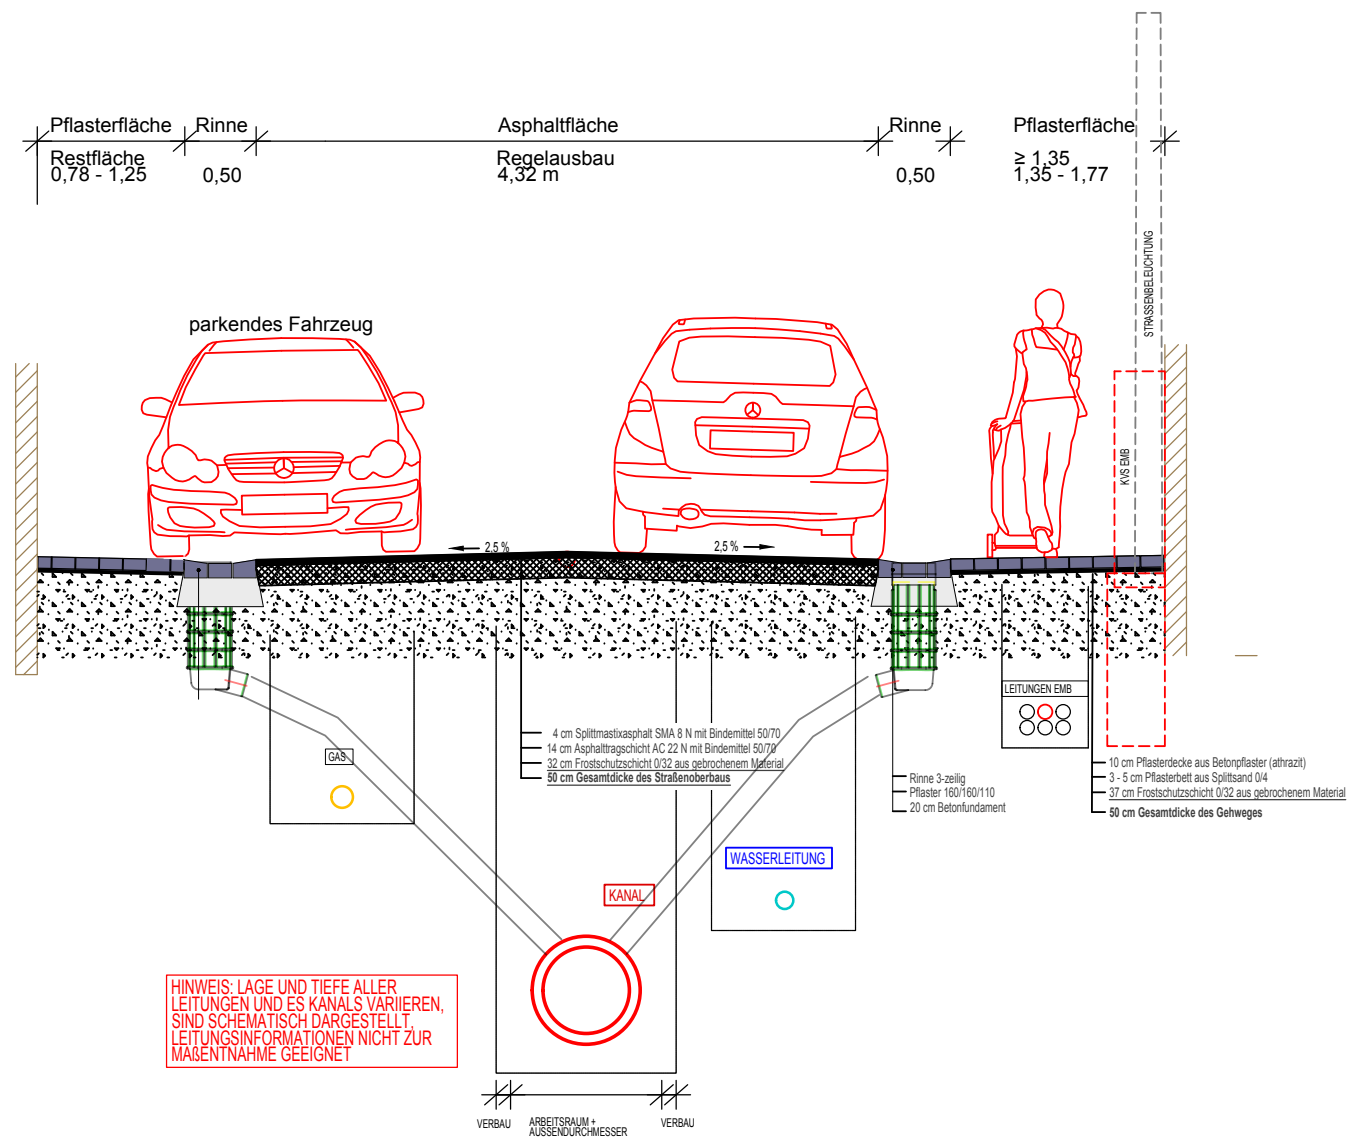 Pflasterfläche
Rinne
Asphaltfläche
Rinne
Pflasterfläche
Restfläche
0,78 - 1,25
0,50
Regelausbau
4,32 m
0,50
≥ 1,35
1,35 - 1,77
STRASSENBELEUCHTUNG
parkendes Fahrzeug
KVS EMB
2,5 %
2,5 %
LEITUNGEN EMB
4 cm Splittmastixasphalt SMA 8 N mit Bindemittel 50/70
14 cm Asphalttragschicht AC 22 N mit Bindemittel 50/70
32 cm Frostschutzschicht 0/32 aus gebrochenem Material
50 cm Gesamtdicke des Straßenoberbaus
GAS
Rinne 3-zeilig
Pflaster 160/160/110
20 cm Betonfundament
10 cm Pflasterdecke aus Betonpflaster (athrazit)
3 - 5 cm Pflasterbett aus Splittsand 0/4
37 cm Frostschutzschicht 0/32 aus gebrochenem Material
50 cm Gesamtdicke des Gehweges
WASSERLEITUNG
KANAL
HINWEIS: LAGE UND TIEFE ALLER
LEITUNGEN UND ES KANALS VARIIEREN,
SIND SCHEMATISCH DARGESTELLT,
LEITUNGSINFORMATIONEN NICHT ZUR
MAßENTNAHME GEEIGNET
VERBAU
ARBEITSRAUM +
AUSSENDURCHMESSER
VERBAU